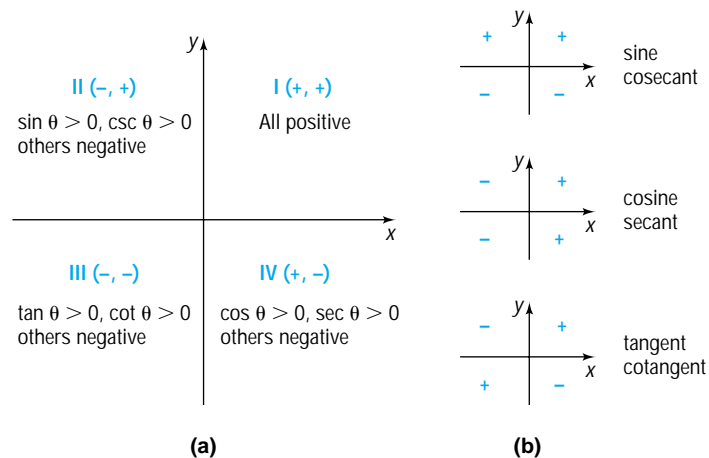 y
II (–, +)
sin θ > 0, csc θ > 0
others negative
I (+, +)
All positive
x
III (–, –)
tan θ > 0, cot θ > 0
others negative
IV (+, –)
cos θ > 0, sec θ > 0
others negative
(a)
y
+ +
x
– –
sine
cosecant
y
– +
x
– +
cosine
secant
y
– +
x
+ –
tangent
cotangent
(b)